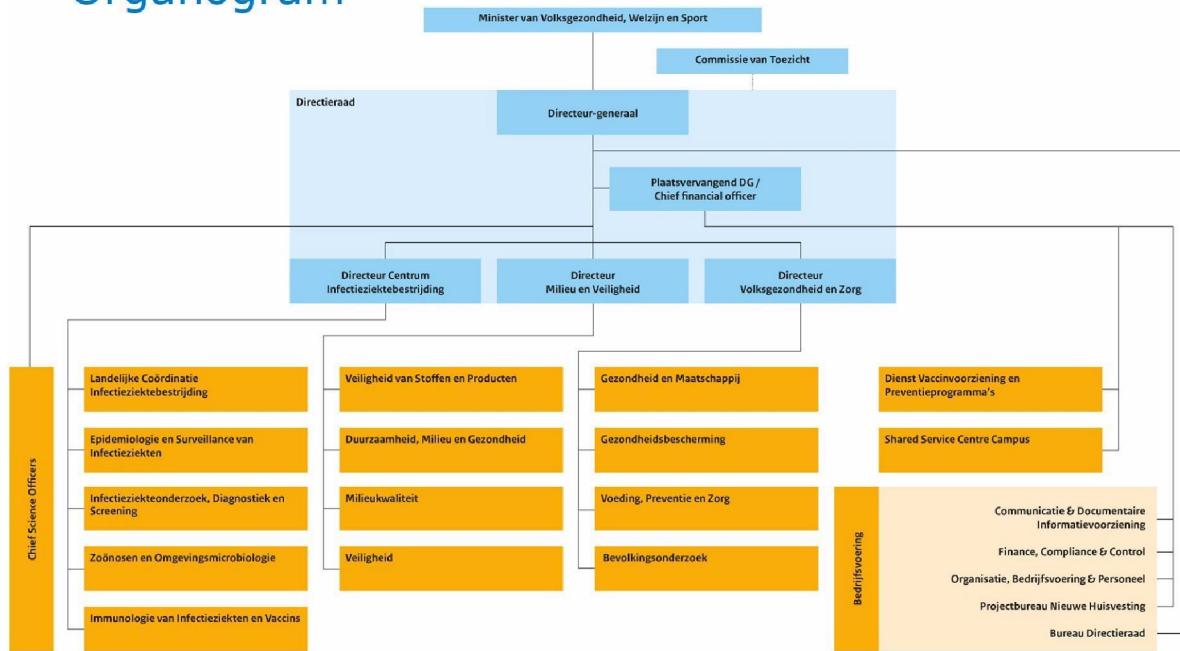 Organogram
Minister van Volksgezondheid, Welzijn en Sport
Commissie van Toezicht
Directieraad
Directeur-generaal
Plaatsvervangend DG /
Chief financial officer
Directeur Centrum
Infectieziektebestrijding
Directeur
Milieu en Veiligheid
Directeur
Volksgezondheid en Zorg
Chief Science Officers
Landelijke Coördinatie
Infectieziektebestrijding
Epidemiologie en Surveillance van
Infectieziekten
Infectieziekteonderzoek, Diagnostiek en
Screening
Zoönosen en Omgevingsmicrobiologie
Immunologie van Infectieziekten en Vaccins
Veiligheid van Stoffen en Producten
Duurzaamheid, Milieu en Gezondheid
Milieukwaliteit
Veiligheid
Gezondheid en Maatschappij
Gezondheidsbescherming
Voeding, Preventie en Zorg
Bevolkingsonderzoek
Dienst Vaccinvoorziening en
Preventieprogramma's
Shared Service Centre Campus
Bedrijfsvoering
Communicatie & Documentaire
Informatievoorziening
Finance, Compliance & Control
Organisatie, Bedrijfsvoering & Personeel
Projectbureau Nieuwe Huisvesting
Bureau Directieraad